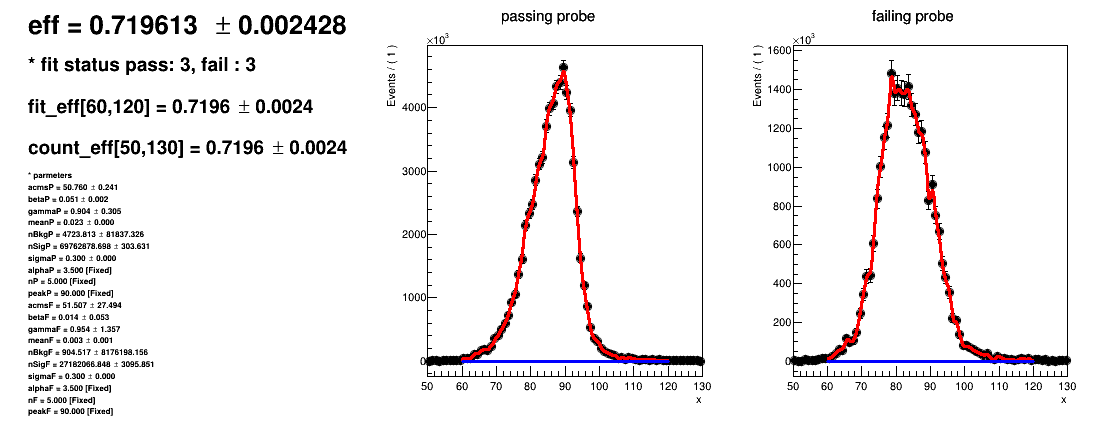 eff = 0.719613 ± 0.002428
* fit status pass: 3, fail : 3
fit_eff[60,120] = 0.7196 ± 0.0024
count_eff[50,130] = 0.7196 ± 0.0024
* parmeters
acmsP = 50.760 ± 0.241
betaP = 0.051 ± 0.002
gammaP = 0.904 ± 0.305
meanP = 0.023 ± 0.000
nBkgP = 4723.813 ± 81837.326
nSigP = 69762878.698 ± 303.631
sigmaP = 0.300 ± 0.000
alphaP = 3.500 [Fixed]
nP = 5.000 [Fixed]
peakP = 90.000 [Fixed]
acmsF = 51.507 ± 27.494
betaF = 0.014 ± 0.053
gammaF = 0.954 ± 1.357
meanF = 0.003 ± 0.001
nBkgF = 904.517 ± 8176198.156
nSigF = 27182066.848 ± 3095.851
sigmaF = 0.300 ± 0.000
alphaF = 3.500 [Fixed]
nF = 5.000 [Fixed]
peakF = 90.000 [Fixed]
passing probe
×10³
Events / ( 1 )
4000
3000
2000
1000
0
50 60 70 80 90 100 110 120 130
x
failing probe
×10³
Events / ( 1 )
1600
1400
1200
1000
800
600
400
200
0
50 60 70 80 90 100 110 120 130
x